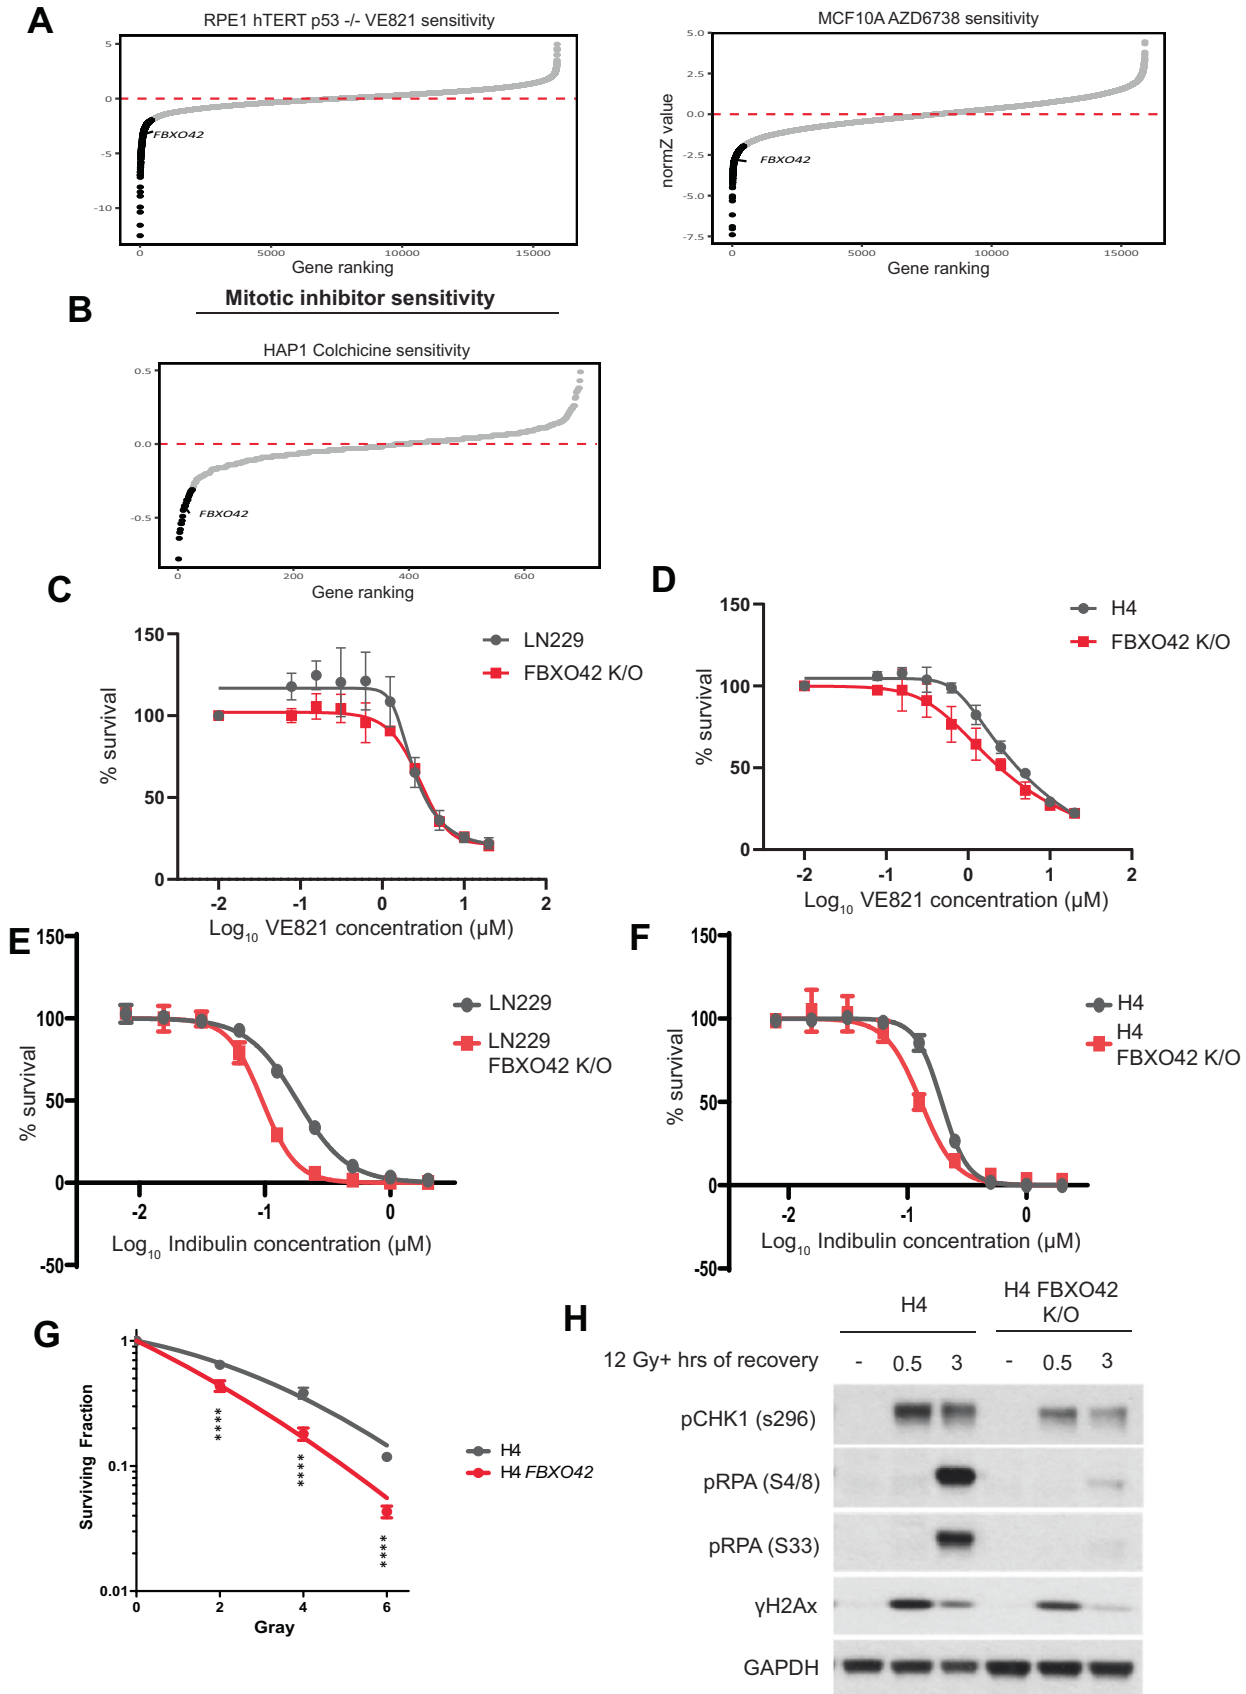 A
RPE1 hTERT p53 -/- VE821 sensitivity
5
0
-5
-10
FBXO42
0
5000
10000
15000
Gene ranking
MCF10A AZD6738 sensitivity
normZ value
5.0
2.5
0.0
-2.5
-5.0
-7.5
FBXO42
0
5000
10000
15000
Gene ranking
B
Mitotic inhibitor sensitivity
HAP1 Colchicine sensitivity
0.5
0.0
-0.5
FBXO42
0
200
400
600
Gene ranking
C
% survival
150
100
50
0
-2
-1
0
1
2
Log10 VE821 concentration (µM)
LN229
FBXO42 K/O
D
% survival
150
100
50
0
-2
-1
0
1
2
Log10 VE821 concentration (µM)
H4
FBXO42 K/O
E
% survival
150
100
50
0
-50
-2
-1
0
Log10 Indibulin concentration (µM)
LN229
LN229
FBXO42 K/O
F
% survival
150
100
50
0
-50
-2
-1
0
Log10 Indibulin concentration (µM)
H4
H4
FBXO42 K/O
G
Surviving Fraction
1
0.1
0.01
0
2
4
6
Gray
****
****
****
H4
H4 FBXO42
H
H4
H4 FBXO42
K/O
12 Gy+ hrs of recovery
-
0.5
3
-
0.5
3
pCHK1 (s296)
pRPA (S4/8)
pRPA (S33)
γH2Ax
GAPDH